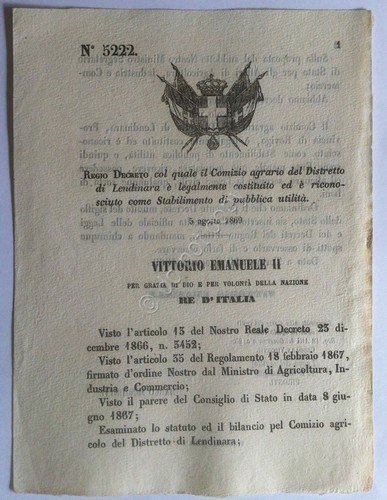 N° 5222.
1
REGIO DECRETO col quale il Comizio agrario del Distretto
di Lendinara è legalmente costituito ed è ricono-
sciuto come Stabilimento di pubblica utilità.
5 agosto 1869
VITTORIO EMANUELE II
PER GRAZIA DI DIO E PER VOLONTÀ DELLA NAZIONE
RE D'ITALIA
Visto l'articolo 13 del Nostro Reale Decreto 23 di-
cembre 1866, n. 3452;
Visto l'articolo 35 del Regolamento 18 febbraio 1867,
firmato d'ordine Nostro dal Ministro di Agricoltura, In-
dustria e Commercio;
Visto il parere del Consiglio di Stato in data 8 giu-
gno 1867;
Esaminato lo statuto ed il bilancio pel Comizio agri-
colo del Distretto di Lendinara;